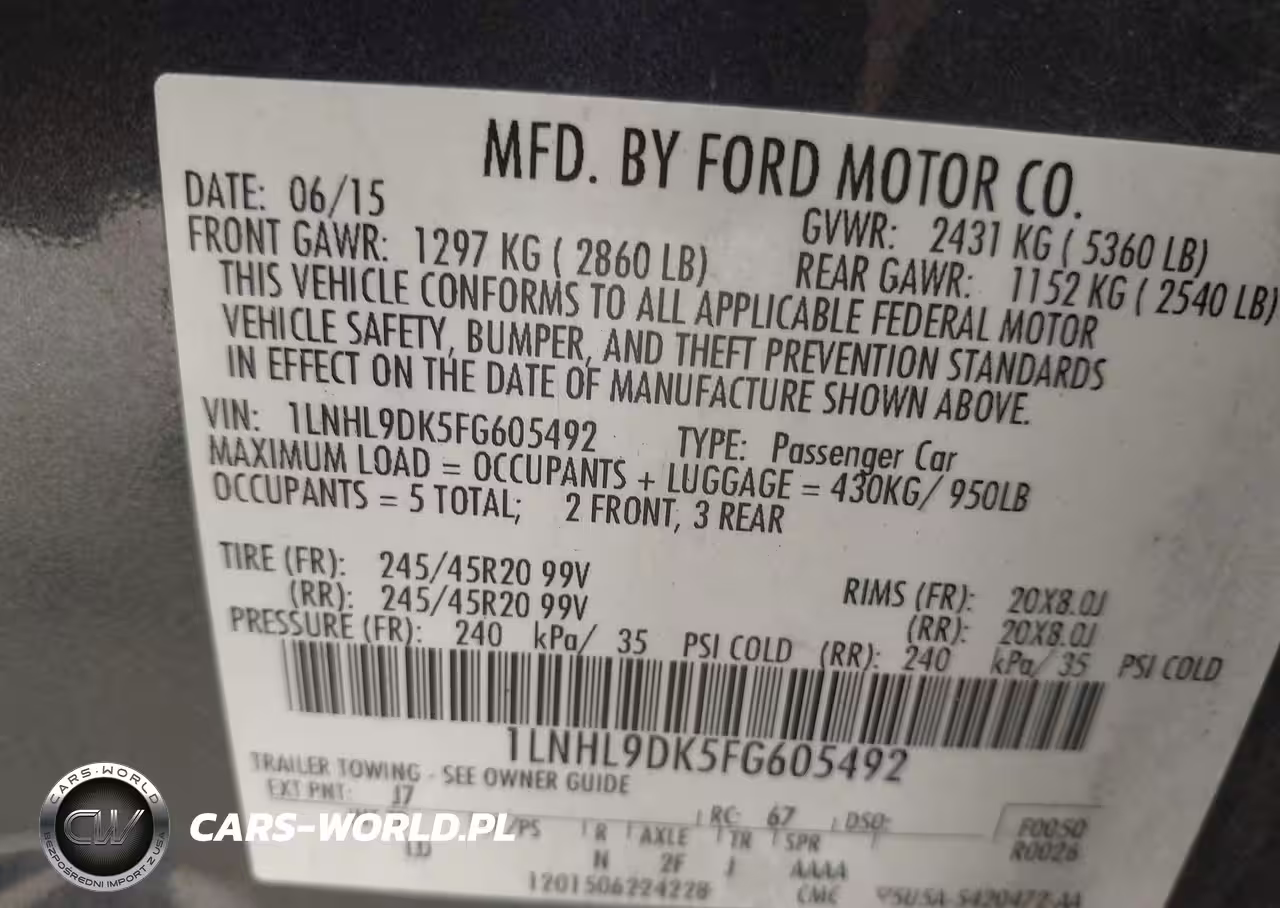 MFD. BY FORD MOTOR CO.
DATE: 06/15 GVWR: 2431 KG ( 5360 LB)
FRONT GAWR: 1297 KG ( 2860 LB) REAR GAWR: 1152 KG ( 2540 LB)
THIS VEHICLE CONFORMS TO ALL APPLICABLE FEDERAL MOTOR
VEHICLE SAFETY, BUMPER, AND THEFT PREVENTION STANDARDS
IN EFFECT ON THE DATE OF MANUFACTURE SHOWN ABOVE.
VIN: 1LNHL9DK5FG605492 TYPE: Passenger Car
MAXIMUM LOAD = OCCUPANTS + LUGGAGE = 430KG/ 950LB
OCCUPANTS = 5 TOTAL; 2 FRONT, 3 REAR
TIRE (FR): 245/45R20 99V RIMS (FR): 20X8.0J
(RR): 245/45R20 99V (RR): 20X8.0J
PRESSURE (FR): 240 kPa/ 35 PSI COLD (RR): 240 kPa/ 35 PSI COLD
1LNHL9DK5FG605492
TRAILER TOWING - SEE OWNER GUIDE
EXT PNT: J7 RC: 67 DSO:
R AXLE TR SPR
N 2F J AAAA
F0050
R0026
1201506224228 CMC
CARS-WORLD
CW
BEZPOŚREDNI IMPORT Z USA
CARS-WORLD.PL